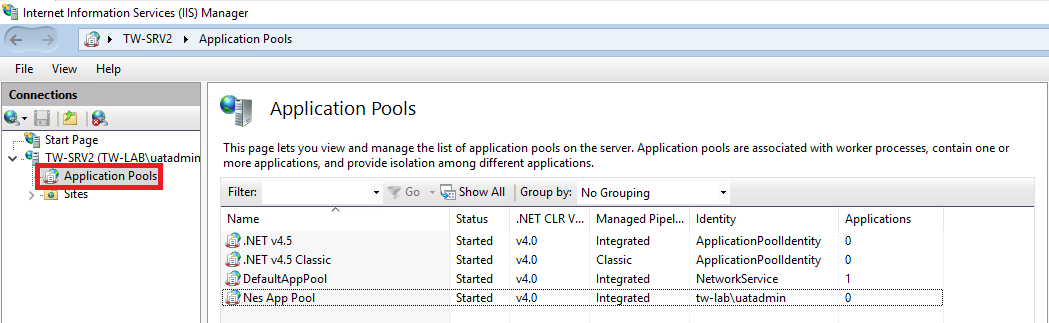 Internet Information Services (IIS) Manager
TW-SRV2 Application Pools
File View Help
Connections
Start Page
TW-SRV2 (TW-LAB\uatadmin
Application Pools
Sites
Application Pools
This page lets you view and manage the list of application pools on the server. Application pools are associated with worker processes, contain one or
more applications, and provide isolation among different applications.
Filter: Go Show All Group by: No Grouping
Name Status .NET CLR V... Managed Pipel... Identity Applications
.NET v4.5 Started v4.0 Integrated ApplicationPoolIdentity 0
.NET v4.5 Classic Started v4.0 Classic ApplicationPoolIdentity 0
DefaultAppPool Started v4.0 Integrated NetworkService 1
Nes App Pool Started v4.0 Integrated tw-lab\uatadmin 0